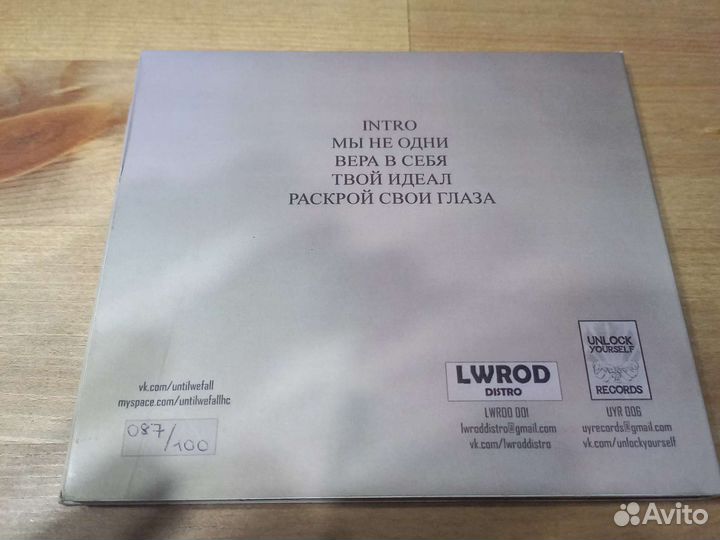 INTRO
МЫ НЕ ОДНИ
ВЕРА В СЕБЯ
ТВОЙ ИДЕАЛ
РАСКРОЙ СВОИ ГЛАЗА
vk.com/untilwefall
myspace.com/untilwefallhc
087/100
LWROD
DISTRO
LWROD 001
lwroddistro@gmail.com
vk.com/lwroddistro
UNLOCK
YOURSELF
RECORDS
UYR 006
uyrecords@gmail.com
vk.com/unlockyourself
Avito